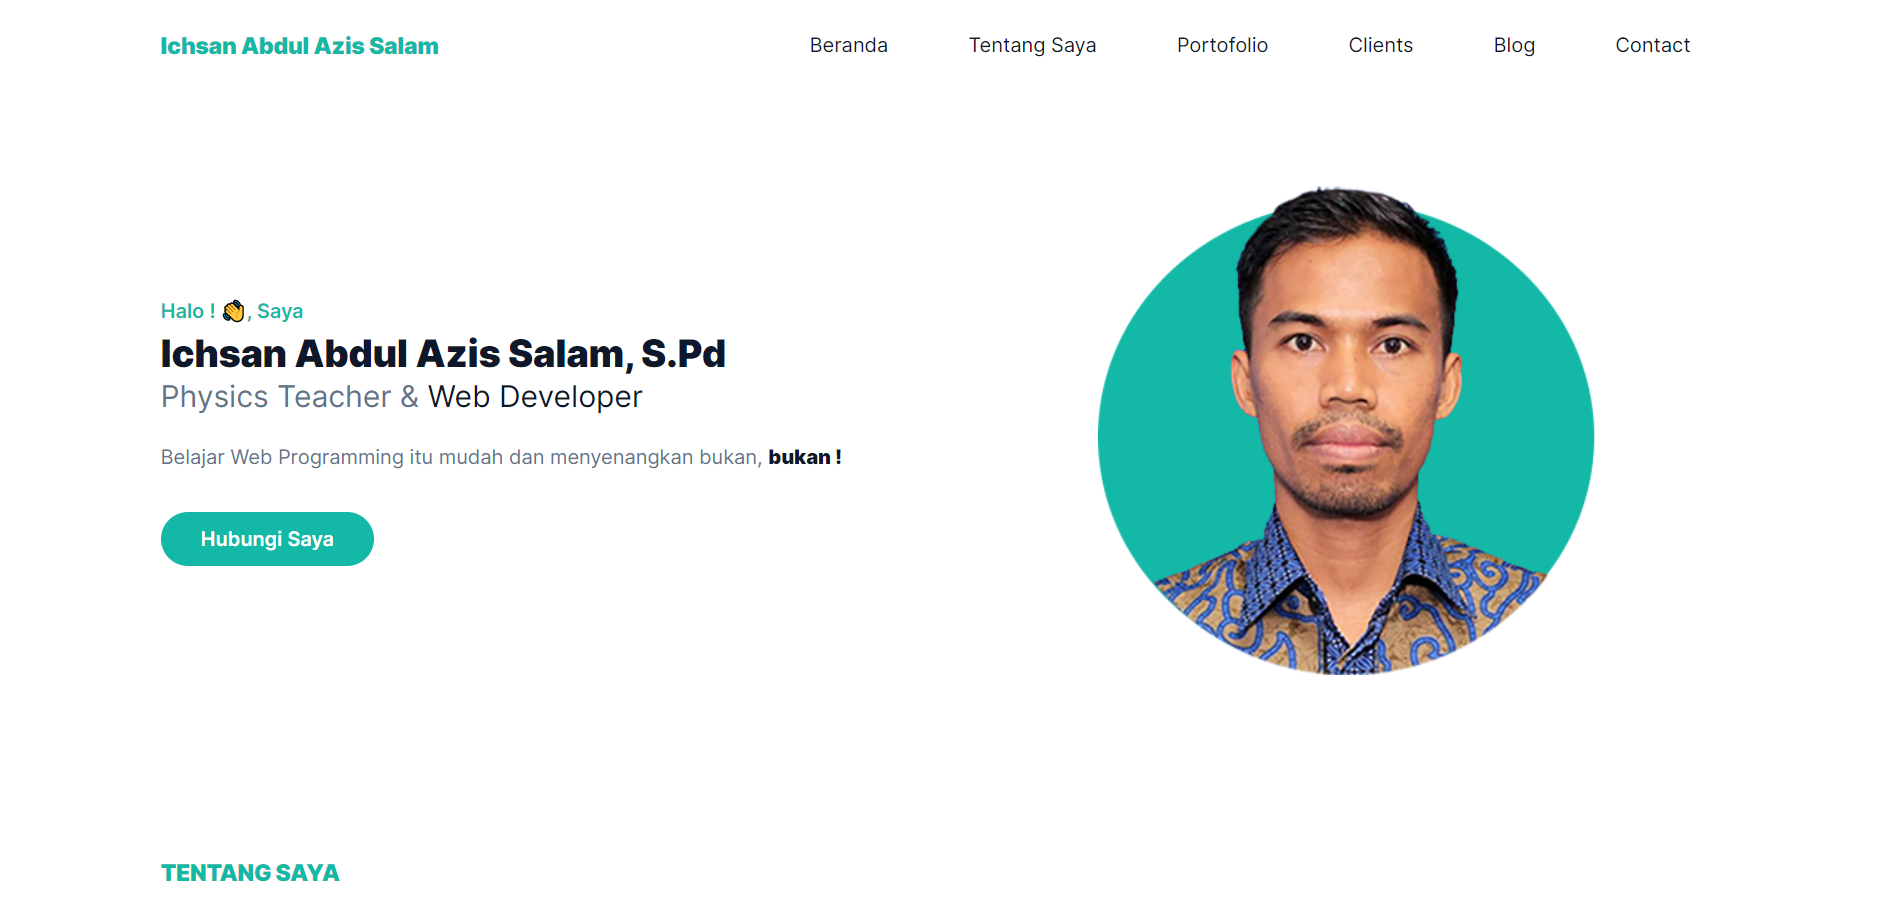 Ichsan Abdul Azis Salam
Beranda Tentang Saya Portofolio Clients Blog Contact
Halo ! 👋, Saya
Ichsan Abdul Azis Salam, S.Pd
Physics Teacher & Web Developer
Belajar Web Programming itu mudah dan menyenangkan bukan, bukan !
Hubungi Saya
TENTANG SAYA